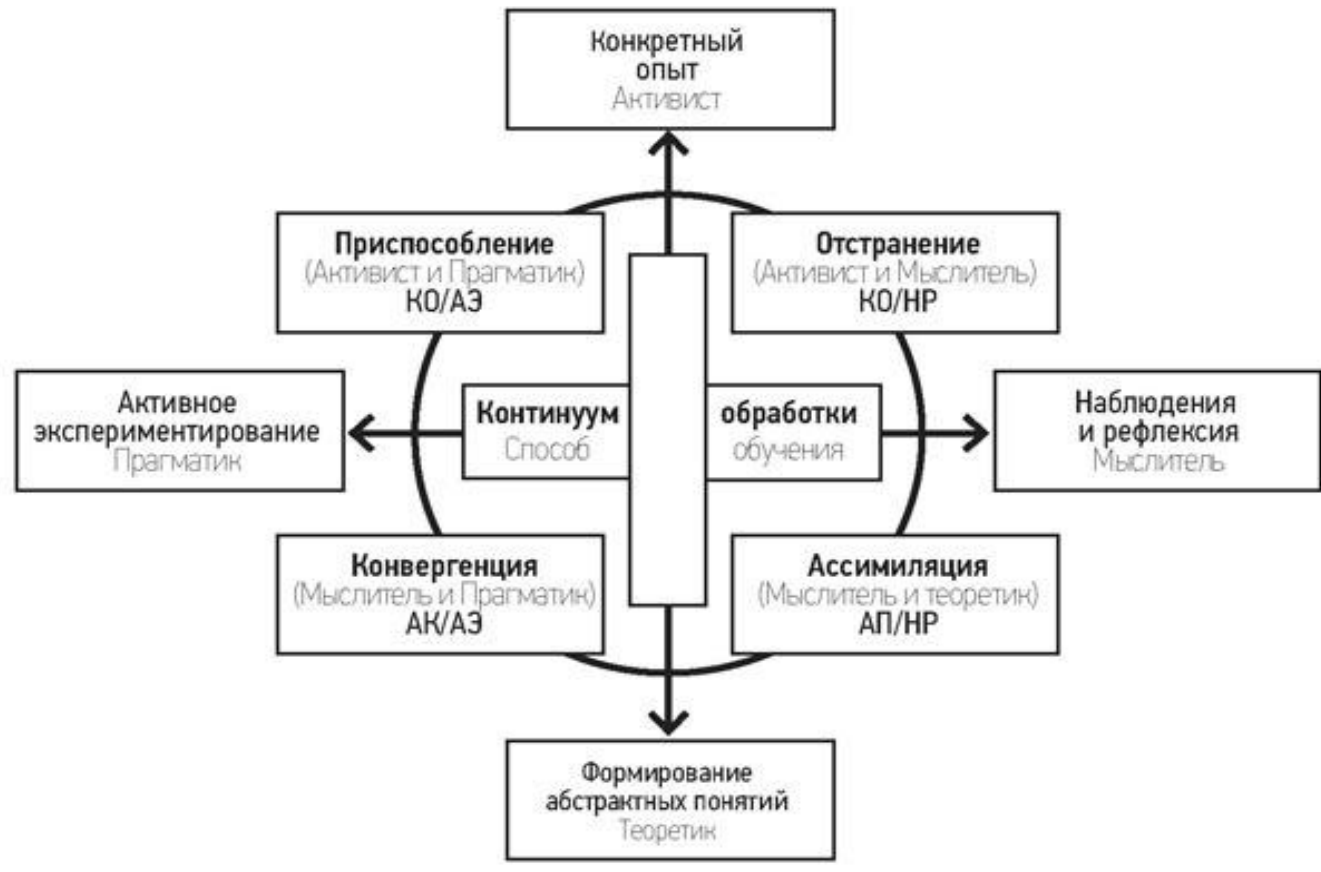 Конкретный
опыт
Активист
Приспособление
(Активист и Прагматик)
КО/АЭ
Отстранение
(Активист и Мыслитель)
КО/НР
Активное
экспериментирование
Прагматик
Континуум
Способ
обработки
обучения
Наблюдения
и рефлексия
Мыслитель
Конвергенция
(Мыслитель и Прагматик)
АК/АЭ
Ассимиляция
(Мыслитель и теоретик)
АП/НР
Формирование
абстрактных понятий
Теоретик